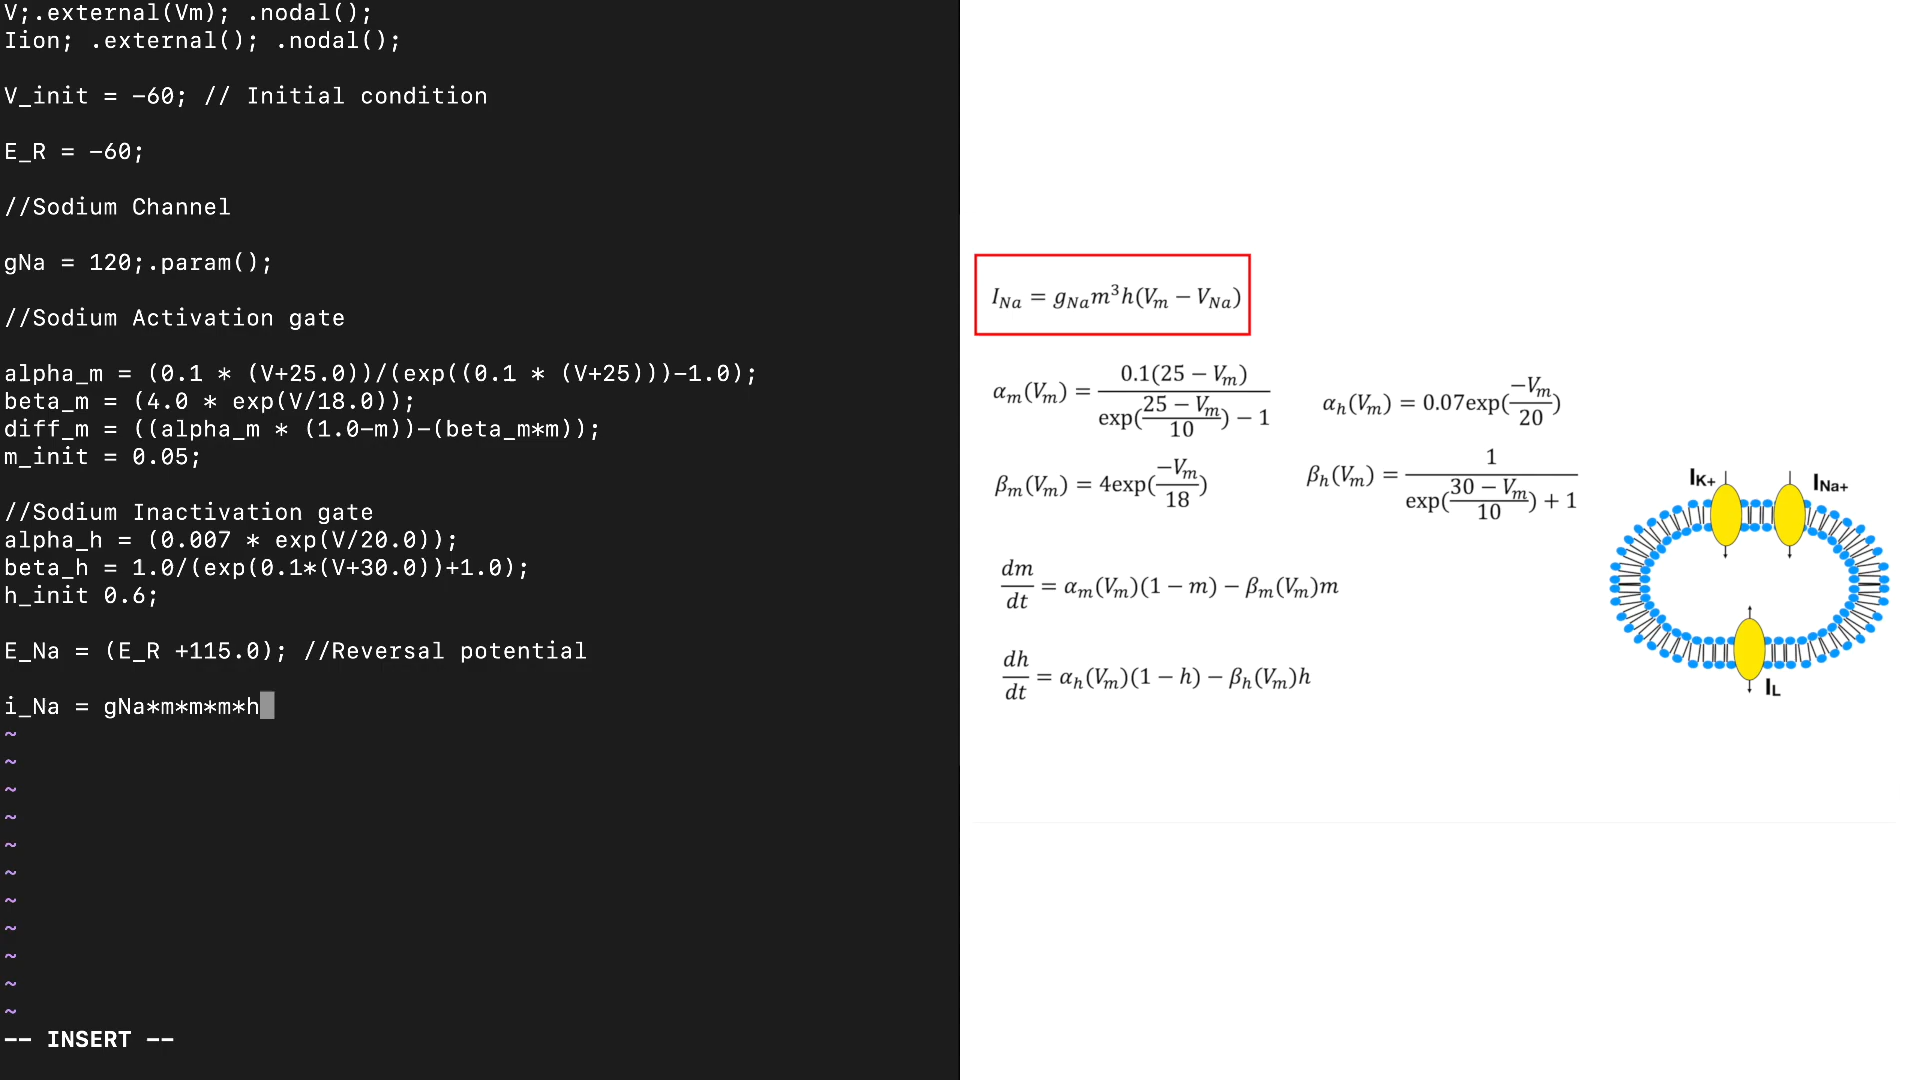 V;.external(Vm); .nodal();
Iion; .external(); .nodal();
V_init = -60; // Initial condition
E_R = -60;
//Sodium Channel
gNa = 120;.param();
//Sodium Activation gate
alpha_m = (0.1 * (V+25.0))/(exp((0.1 * (V+25)))-1.0);
beta_m = (4.0 * exp(V/18.0));
diff_m = ((alpha_m * (1.0-m))-(beta_m*m));
m_init = 0.05;
//Sodium Inactivation gate
alpha_h = (0.007 * exp(V/20.0));
beta_h = 1.0/(exp(0.1*(V+30.0))+1.0);
h_init 0.6;
E_Na = (E_R +115.0); //Reversal potential
i_Na = gNa*m*m*m*h
~
~
~
~
~
~
~
~
~
~
~
-- INSERT --
I_Na = g_Na m³h(V_m − V_Na)
α_m(V_m) = 0.1(25 − V_m) / (exp((25 − V_m)/10) − 1)
α_h(V_m) = 0.07exp(−V_m/20)
β_m(V_m) = 4exp(−V_m/18)
β_h(V_m) = 1 / (exp((30 − V_m)/10) + 1)
dm/dt = α_m(V_m)(1 − m) − β_m(V_m)m
dh/dt = α_h(V_m)(1 − h) − β_h(V_m)h
IK+
INa+
IL